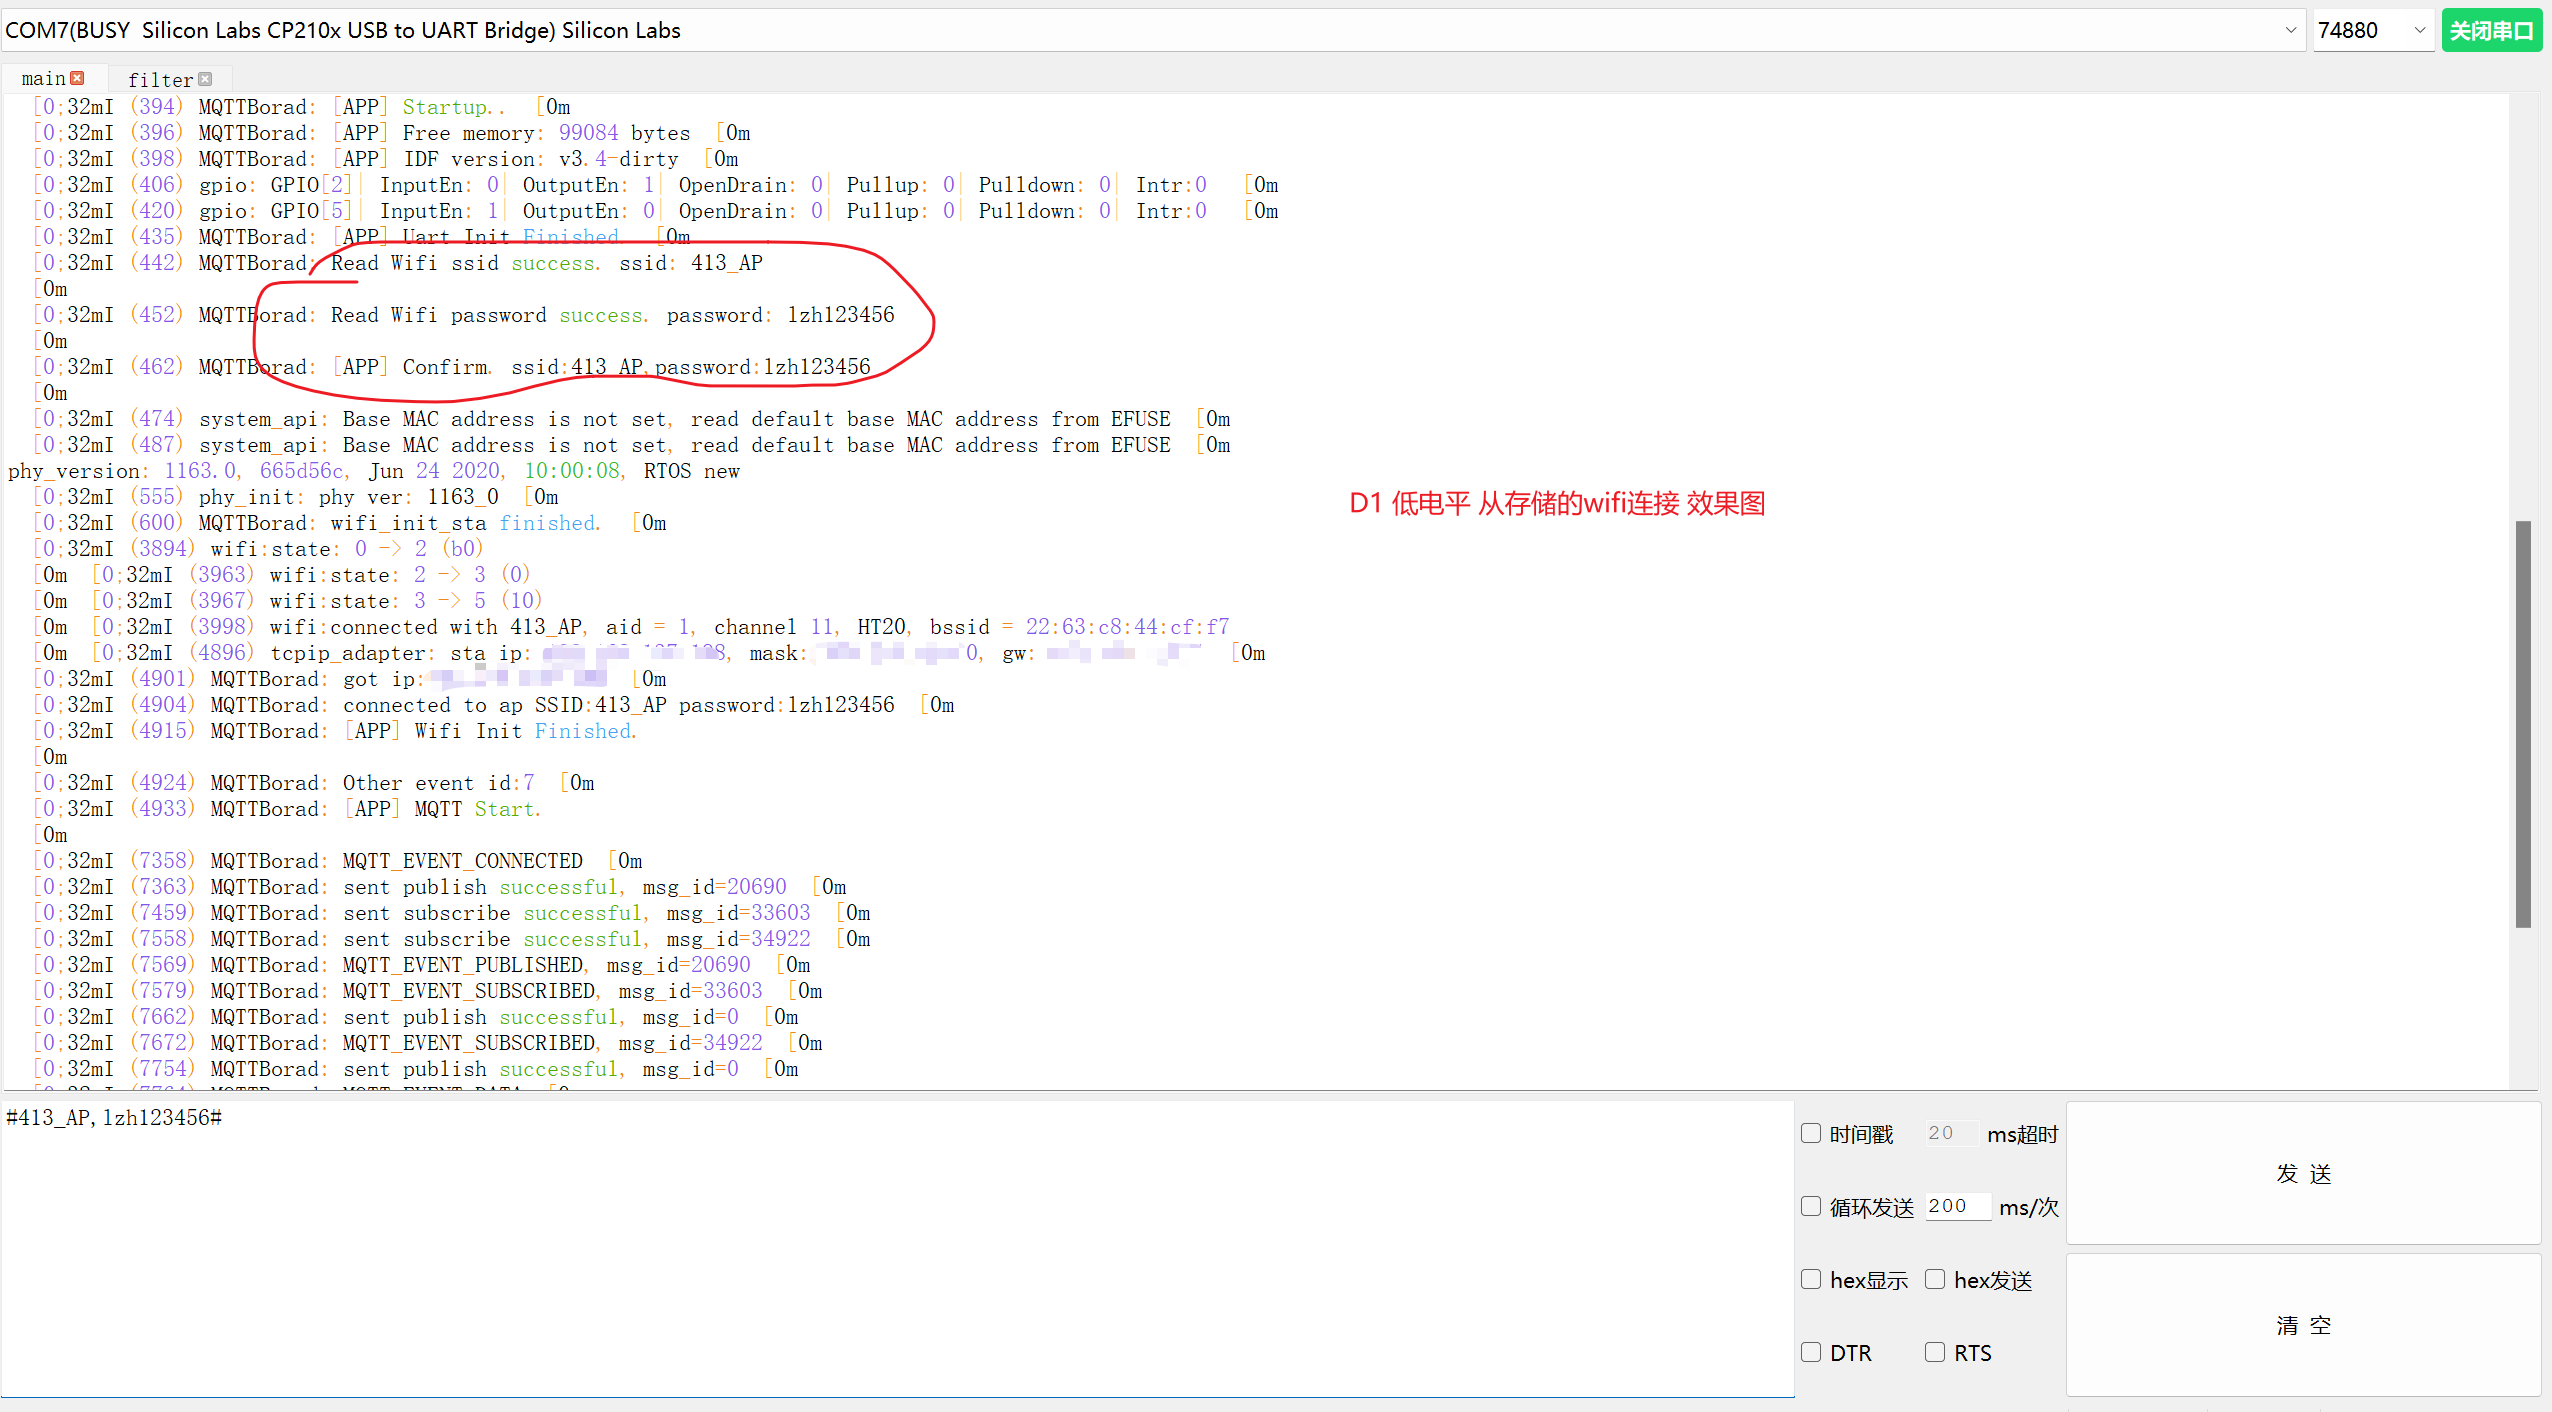 COM7(BUSY  Silicon Labs CP210x USB to UART Bridge) Silicon Labs 74880 关闭串口
main filter
[0;32mI (394) MQTTBorad: [APP] Startup..  [0m
[0;32mI (396) MQTTBorad: [APP] Free memory: 99084 bytes  [0m
[0;32mI (398) MQTTBorad: [APP] IDF version: v3.4-dirty  [0m
[0;32mI (406) gpio: GPIO[2]| InputEn: 0| OutputEn: 1| OpenDrain: 0| Pullup: 0| Pulldown: 0| Intr:0  [0m
[0;32mI (420) gpio: GPIO[5]| InputEn: 1| OutputEn: 0| OpenDrain: 0| Pullup: 0| Pulldown: 0| Intr:0  [0m
[0;32mI (435) MQTTBorad: [APP] Uart Init Finished.  [0m
[0;32mI (442) MQTTBorad: Read Wifi ssid success. ssid: 413_AP
[0m
[0;32mI (452) MQTTBorad: Read Wifi password success. password: lzh123456
[0m
[0;32mI (462) MQTTBorad: [APP] Confirm. ssid:413_AP,password:lzh123456
[0m
[0;32mI (474) system_api: Base MAC address is not set, read default base MAC address from EFUSE  [0m
[0;32mI (487) system_api: Base MAC address is not set, read default base MAC address from EFUSE  [0m
phy_version: 1163.0, 665d56c, Jun 24 2020, 10:00:08, RTOS new
[0;32mI (555) phy_init: phy ver: 1163_0  [0m
D1 低电平 从存储的wifi连接 效果图
[0;32mI (600) MQTTBorad: wifi_init_sta finished.  [0m
[0;32mI (3894) wifi:state: 0 -> 2 (b0)
[0m  [0;32mI (3963) wifi:state: 2 -> 3 (0)
[0m  [0;32mI (3967) wifi:state: 3 -> 5 (10)
[0m  [0;32mI (3998) wifi:connected with 413_AP, aid = 1, channel 11, HT20, bssid = 22:63:c8:44:cf:f7
[0m  [0;32mI (4896) tcpip_adapter: sta ip: , mask: 0, gw:  [0m
[0;32mI (4901) MQTTBorad: got ip:  [0m
[0;32mI (4904) MQTTBorad: connected to ap SSID:413_AP password:lzh123456  [0m
[0;32mI (4915) MQTTBorad: [APP] Wifi Init Finished.
[0m
[0;32mI (4924) MQTTBorad: Other event id:7  [0m
[0;32mI (4933) MQTTBorad: [APP] MQTT Start.
[0m
[0;32mI (7358) MQTTBorad: MQTT_EVENT_CONNECTED  [0m
[0;32mI (7363) MQTTBorad: sent publish successful, msg_id=20690  [0m
[0;32mI (7459) MQTTBorad: sent subscribe successful, msg_id=33603  [0m
[0;32mI (7558) MQTTBorad: sent subscribe successful, msg_id=34922  [0m
[0;32mI (7569) MQTTBorad: MQTT_EVENT_PUBLISHED, msg_id=20690  [0m
[0;32mI (7579) MQTTBorad: MQTT_EVENT_SUBSCRIBED, msg_id=33603  [0m
[0;32mI (7662) MQTTBorad: sent publish successful, msg_id=0  [0m
[0;32mI (7672) MQTTBorad: MQTT_EVENT_SUBSCRIBED, msg_id=34922  [0m
[0;32mI (7754) MQTTBorad: sent publish successful, msg_id=0  [0m
#413_AP,lzh123456#
时间戳 20 ms超时
发 送
循环发送 200 ms/次
hex显示 hex发送
清 空
DTR RTS